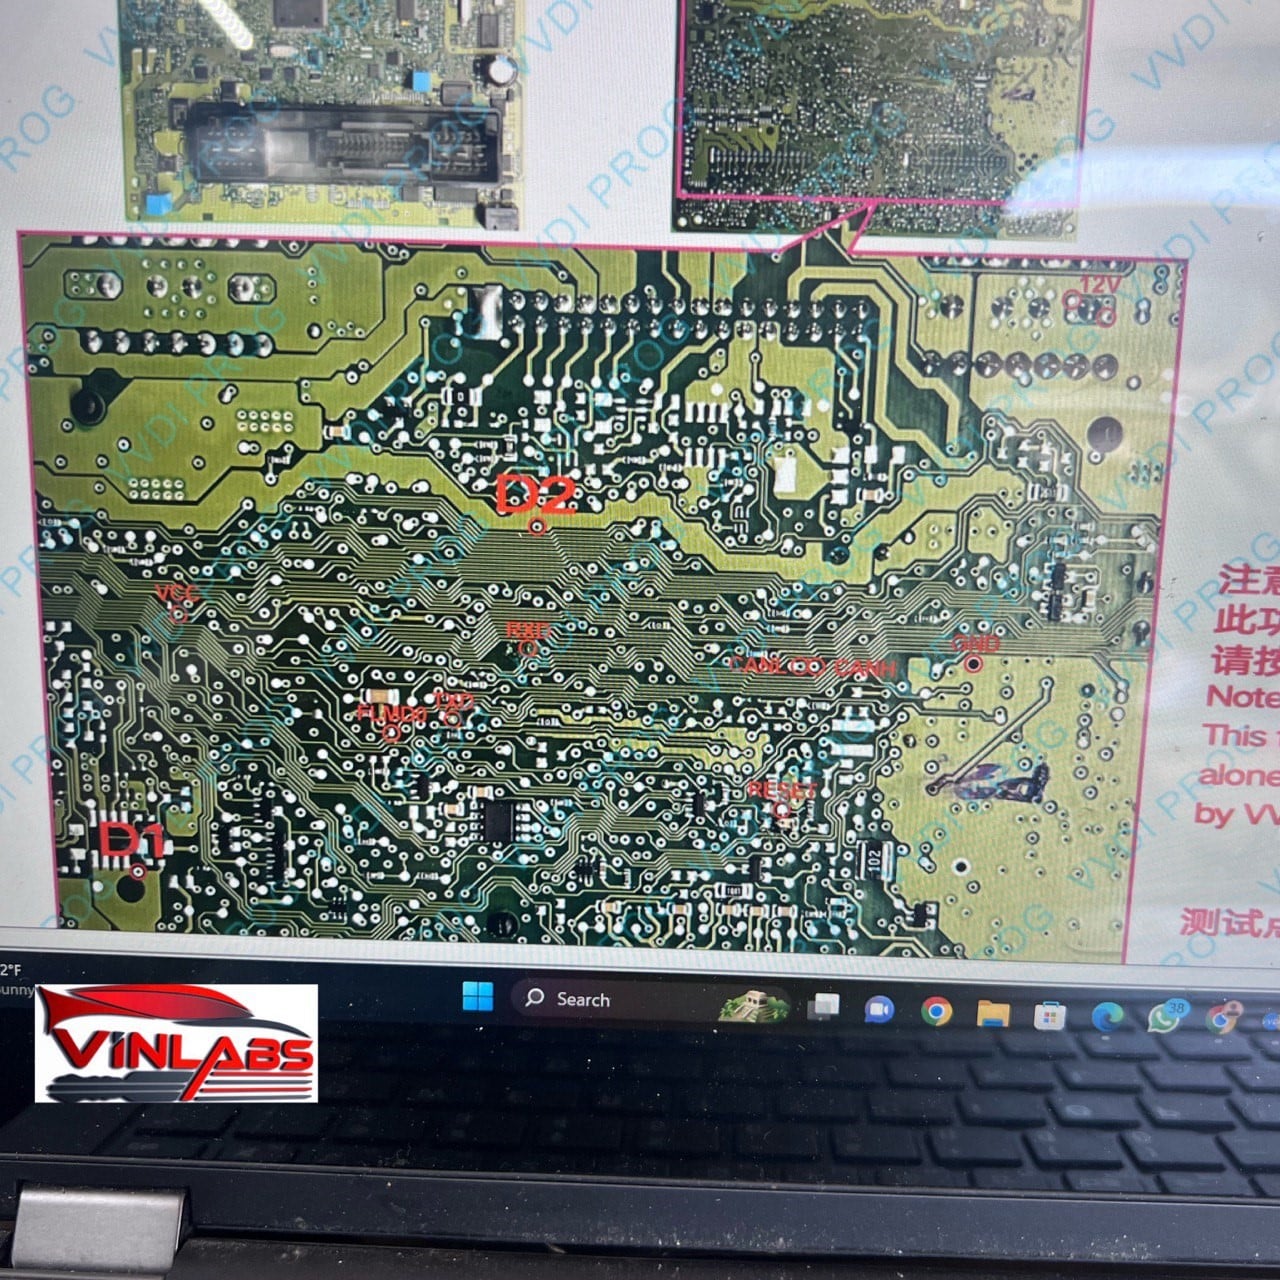 VVDI PROG
12V
D2
VCC
RXD
CANL
CANH
GND
FLMD0
TXD
RESET
D1
102
注意
此功
请按
Note
This
alone
by VV
测试点
2°F
Sunny
Search
38
VINLABS